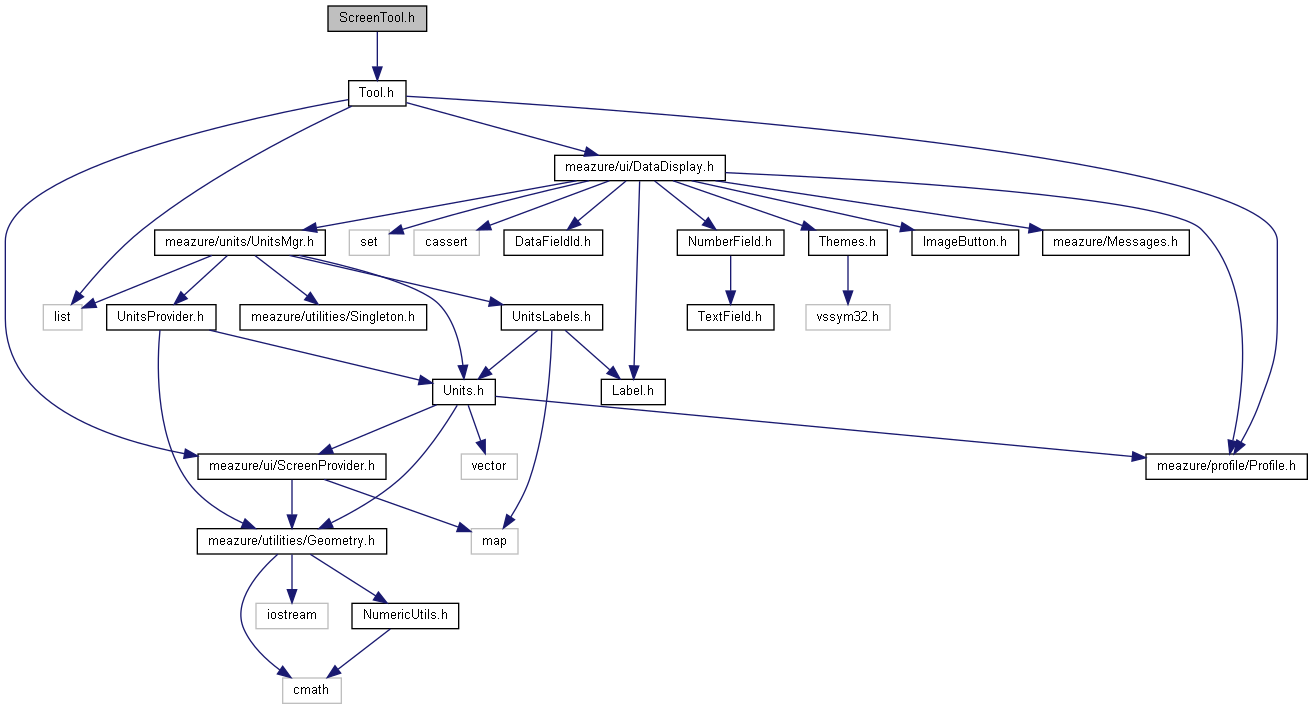 ScreenTool.h
Tool.h
meazure/ui/DataDisplay.h
meazure/units/UnitsMgr.h
set
cassert
DataFieldId.h
NumberField.h
Themes.h
ImageButton.h
meazure/Messages.h
list
UnitsProvider.h
meazure/utilities/Singleton.h
UnitsLabels.h
TextField.h
vssym32.h
Units.h
Label.h
meazure/ui/ScreenProvider.h
vector
meazure/profile/Profile.h
meazure/utilities/Geometry.h
map
iostream
NumericUtils.h
cmath